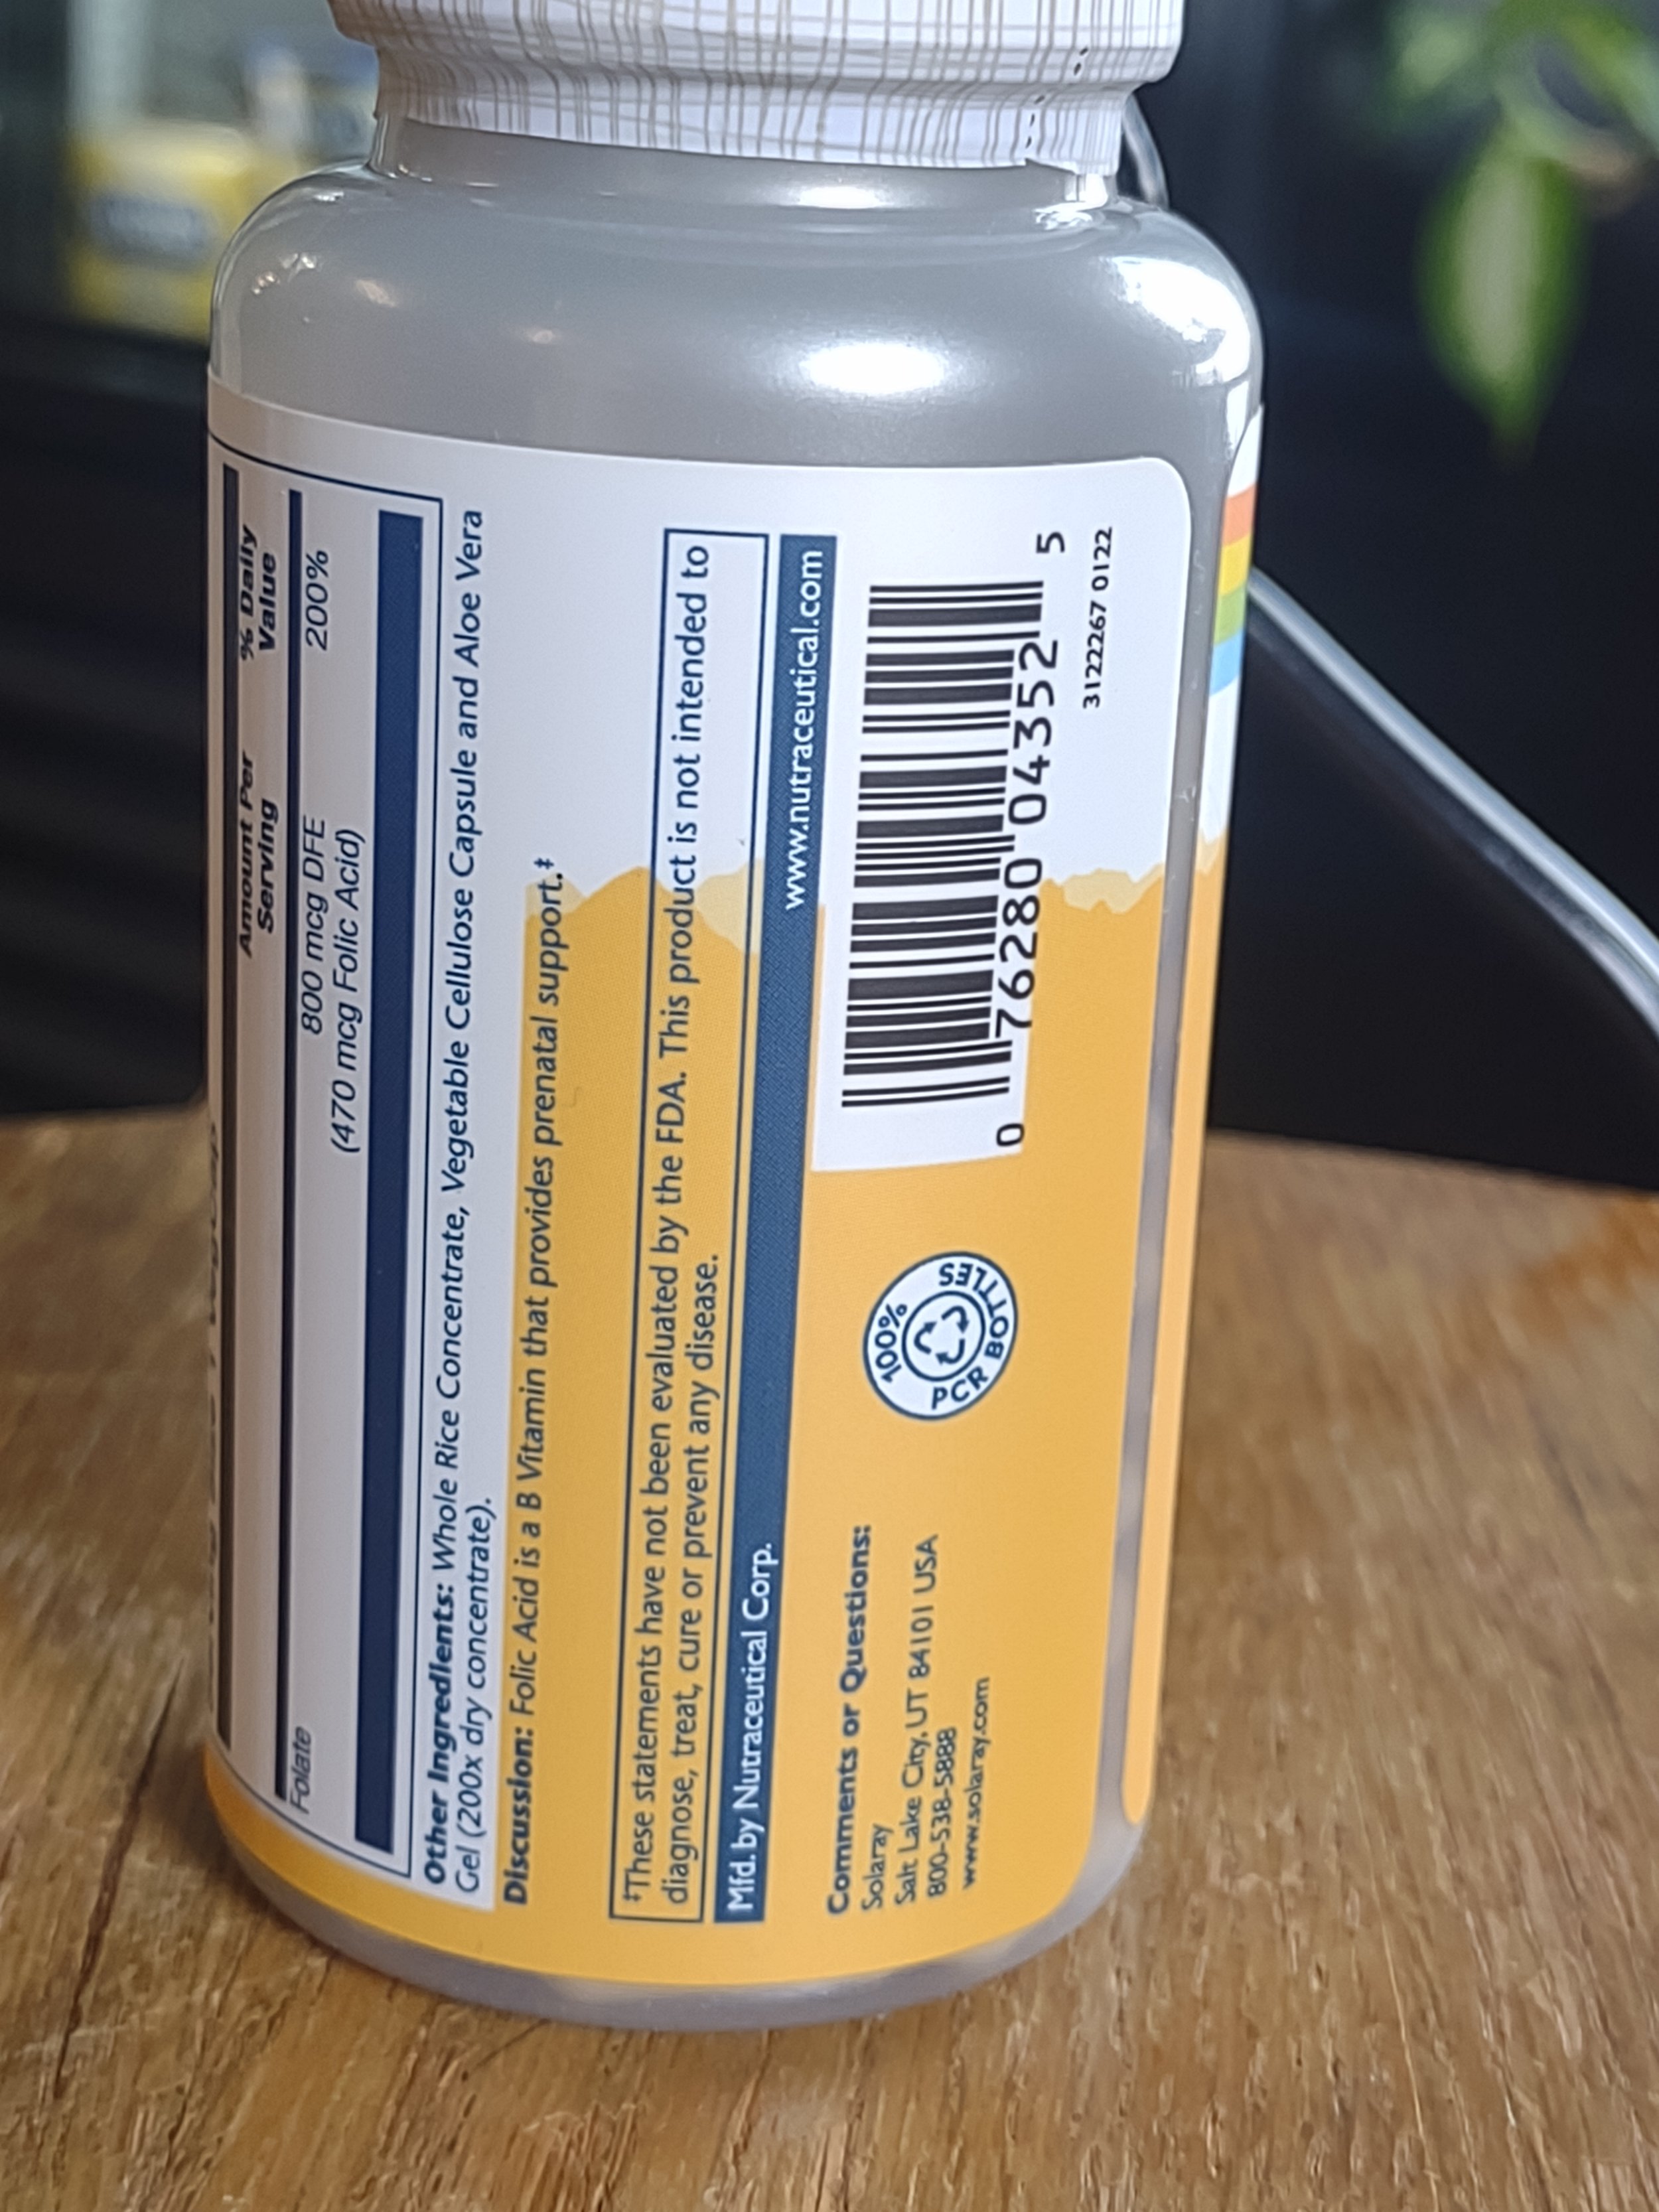 Amount Per
Serving
% Daily
Value
Folate 800 mcg DFE 200%
(470 mcg Folic Acid)
Other Ingredients: Whole Rice Concentrate, Vegetable Cellulose Capsule and Aloe Vera
Gel (200x dry concentrate).
Discussion: Folic Acid is a B Vitamin that provides prenatal support.‡
‡These statements have not been evaluated by the FDA. This product is not intended to
diagnose, treat, cure or prevent any disease.
Mfd. by Nutraceutical Corp. www.nutraceutical.com
Comments or Questions:
Solaray
Salt Lake City, UT 84101 USA
800-538-5888
www.solaray.com
100%
PCR BOTTLES
0 76280 04352 5
3122267 0122